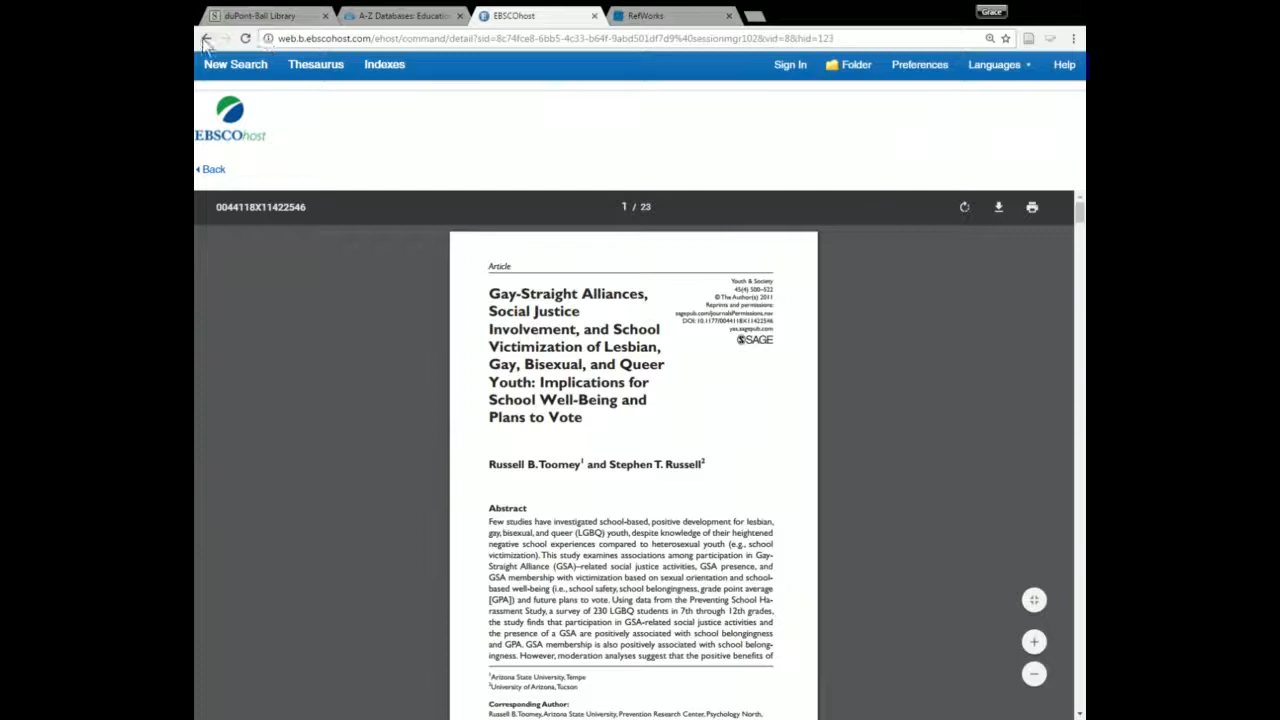 duPont-Ball Library
A-Z Databases: Educatio
EBSCOhost
RefWorks
Grace
web.b.ebscohost.com/ehost/command/detail?sid=8c74fce8-6bb5-4c33-b64f-9abd501df7d9%40sessionmgr102&vid=8&hid=123
New Search Thesaurus Indexes Sign In Folder Preferences Languages Help
EBSCOhost
Back
0044118X11422546 1 / 23
Article
Youth & Society
45(4) 500–522
© The Author(s) 2011
Reprints and permissions:
sagepub.com/journalsPermissions.nav
DOI: 10.1177/0044118X11422546
yas.sagepub.com
SAGE
Gay-Straight Alliances,
Social Justice
Involvement, and School
Victimization of Lesbian,
Gay, Bisexual, and Queer
Youth: Implications for
School Well-Being and
Plans to Vote
Russell B. Toomey1 and Stephen T. Russell2
Abstract
Few studies have investigated school-based, positive development for lesbian,
gay, bisexual, and queer (LGBQ) youth, despite knowledge of their heightened
negative school experiences compared to heterosexual youth (e.g., school
victimization). This study examines associations among participation in Gay-
Straight Alliance (GSA)–related social justice activities, GSA presence, and
GSA membership with victimization based on sexual orientation and school-
based well-being (i.e., school safety, school belongingness, grade point average
[GPA]) and future plans to vote. Using data from the Preventing School Ha-
rassment Study, a survey of 230 LGBQ students in 7th through 12th grades,
the study finds that participation in GSA-related social justice activities and
the presence of a GSA are positively associated with school belongingness
and GPA. GSA membership is also positively associated with school belong-
ingness. However, moderation analyses suggest that the positive benefits of
1Arizona State University, Tempe
2University of Arizona, Tucson
Corresponding Author:
Russell B. Toomey, Arizona State University, Prevention Research Center, Psychology North,